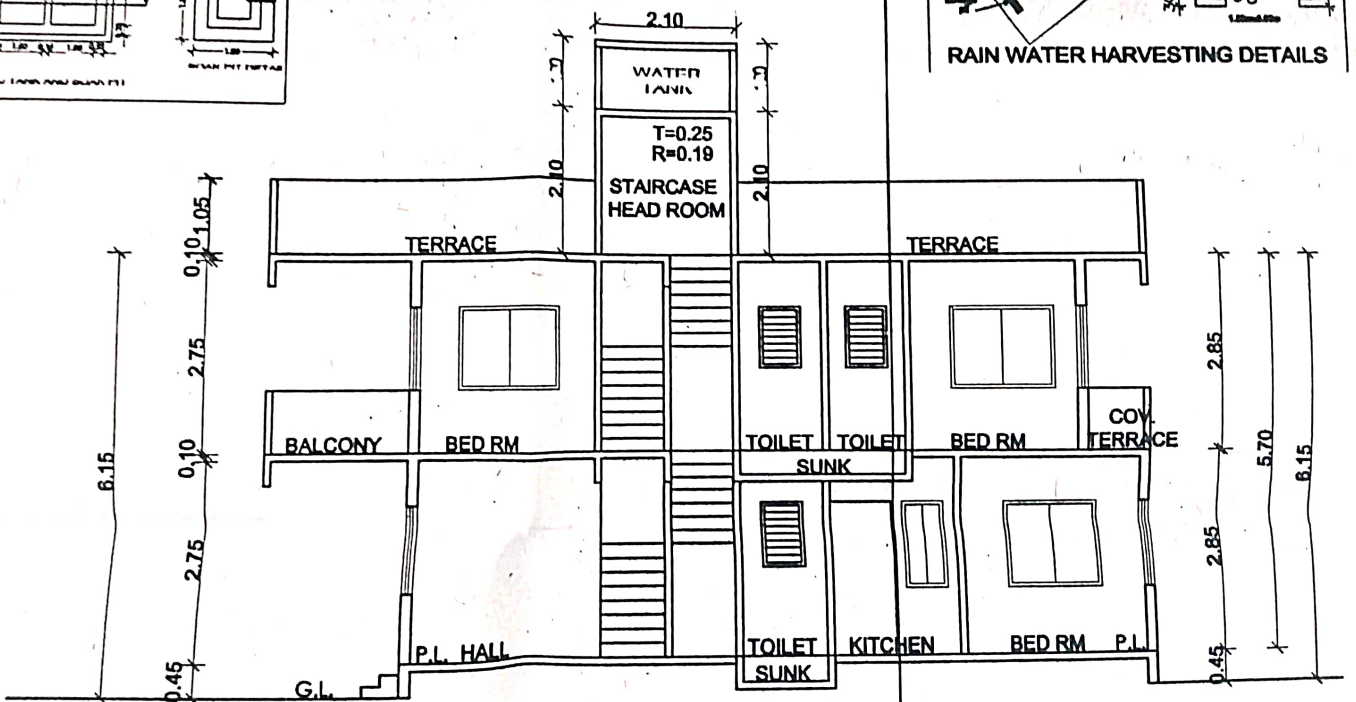 2.10
RAIN WATER HARVESTING DETAILS
WATER
TANK
T=0.25
R=0.19
STAIRCASE
HEAD ROOM
2.10
2.10
1.05
0.10
TERRACE
TERRACE
2.75
2.85
6.15
5.70
6.15
BALCONY
BED RM
TOILET
TOILET
BED RM
COV.
TERRACE
SUNK
0.10
2.75
2.85
P.L.
HALL
TOILET
KITCHEN
BED RM
P.L.
SUNK
0.45
0.45
G.L.